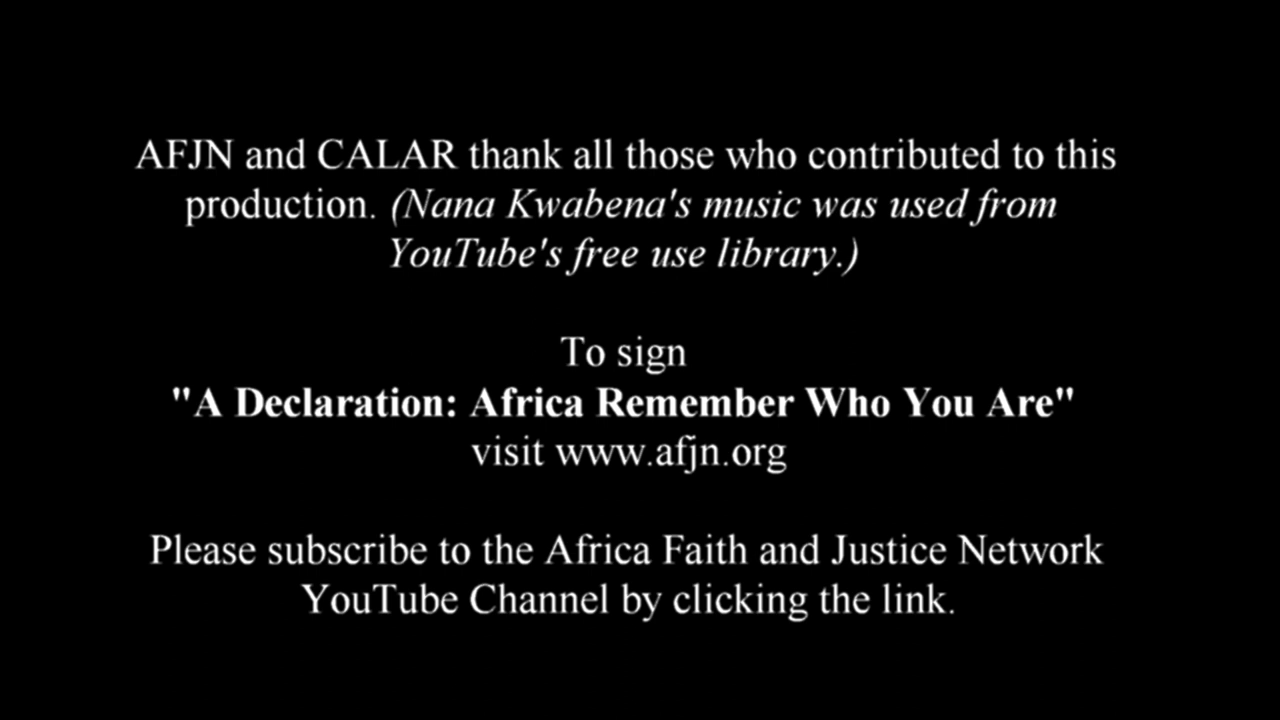 AFJN and CALAR thank all those who contributed to this
production. (Nana Kwabena's music was used from
YouTube's free use library.)
To sign
"A Declaration: Africa Remember Who You Are"
visit www.afjn.org
Please subscribe to the Africa Faith and Justice Network
YouTube Channel by clicking the link.